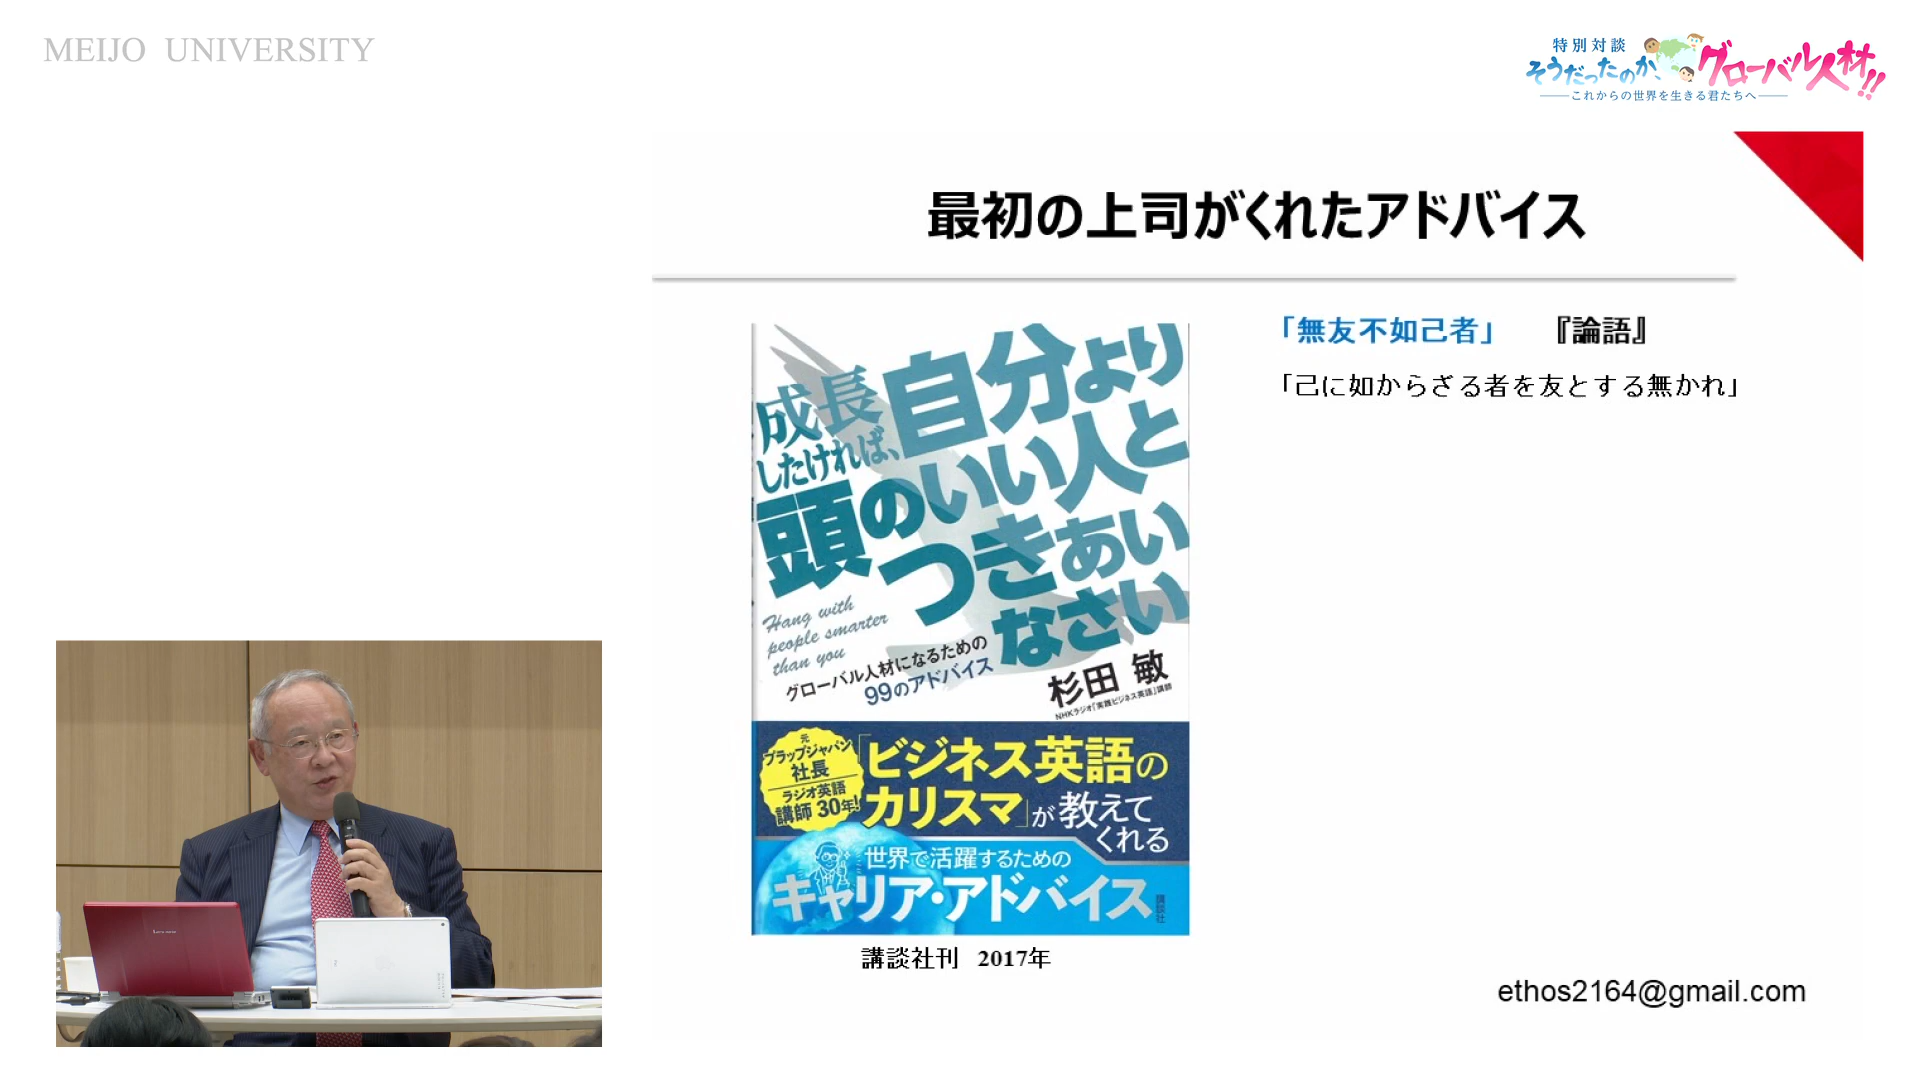 MEIJO UNIVERSITY
特別対談
そうだったのか、グローバル人材!!
これからの世界を生きる君たちへ
最初の上司がくれたアドバイス
「無友不如己者」 『論語』
「己に如からざる者を友とする無かれ」
成長
したければ、
自分より
頭のいい人と
つきあい
なさい
Hang with
people smarter
than you
グローバル人材になるための
99のアドバイス
杉田 敏
NHKラジオ「実践ビジネス英語」講師
元
プラップジャパン
社長
ラジオ英語
講師30年!
「ビジネス英語の
カリスマ」が教えて
くれる
世界で活躍するための
キャリア・アドバイス
講談社
講談社刊 2017年
ethos2164@gmail.com
Lenovo